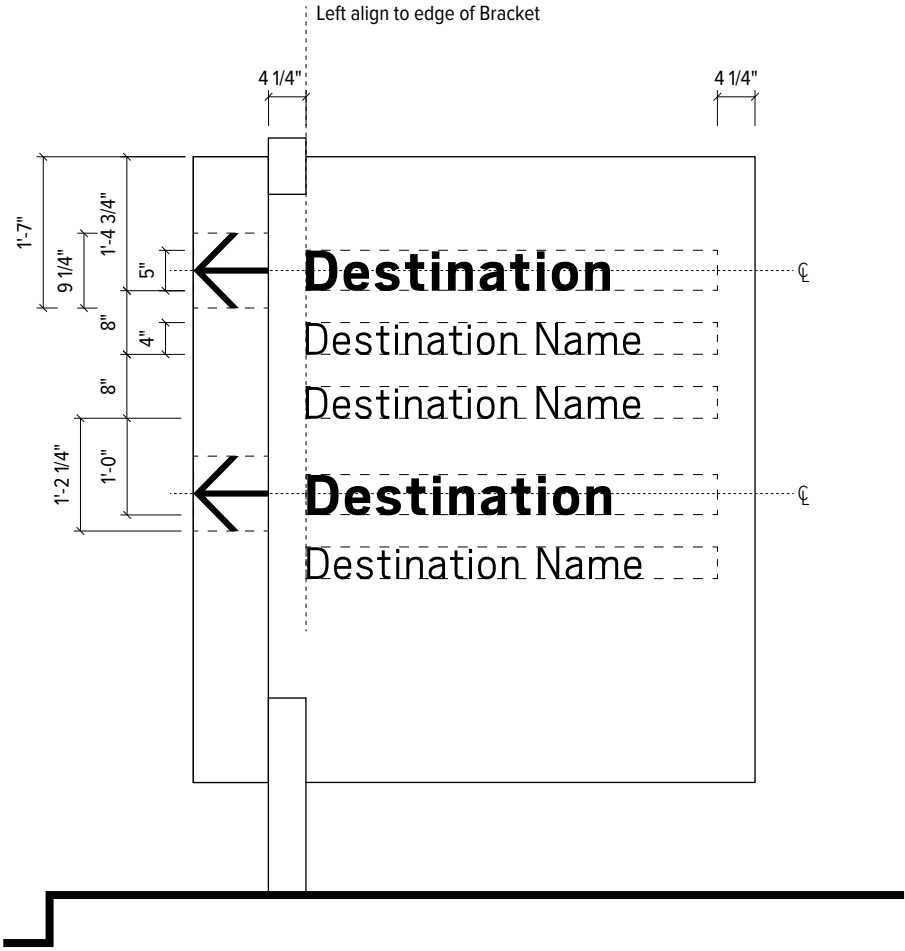 Left align to edge of Bracket
4 1/4" 4 1/4"
1'-7"
9 1/4"
1'-4 3/4"
5"
8"
4"
8"
1'-2 1/4"
1'-0"
Destination ℄
Destination Name
Destination Name
Destination ℄
Destination Name